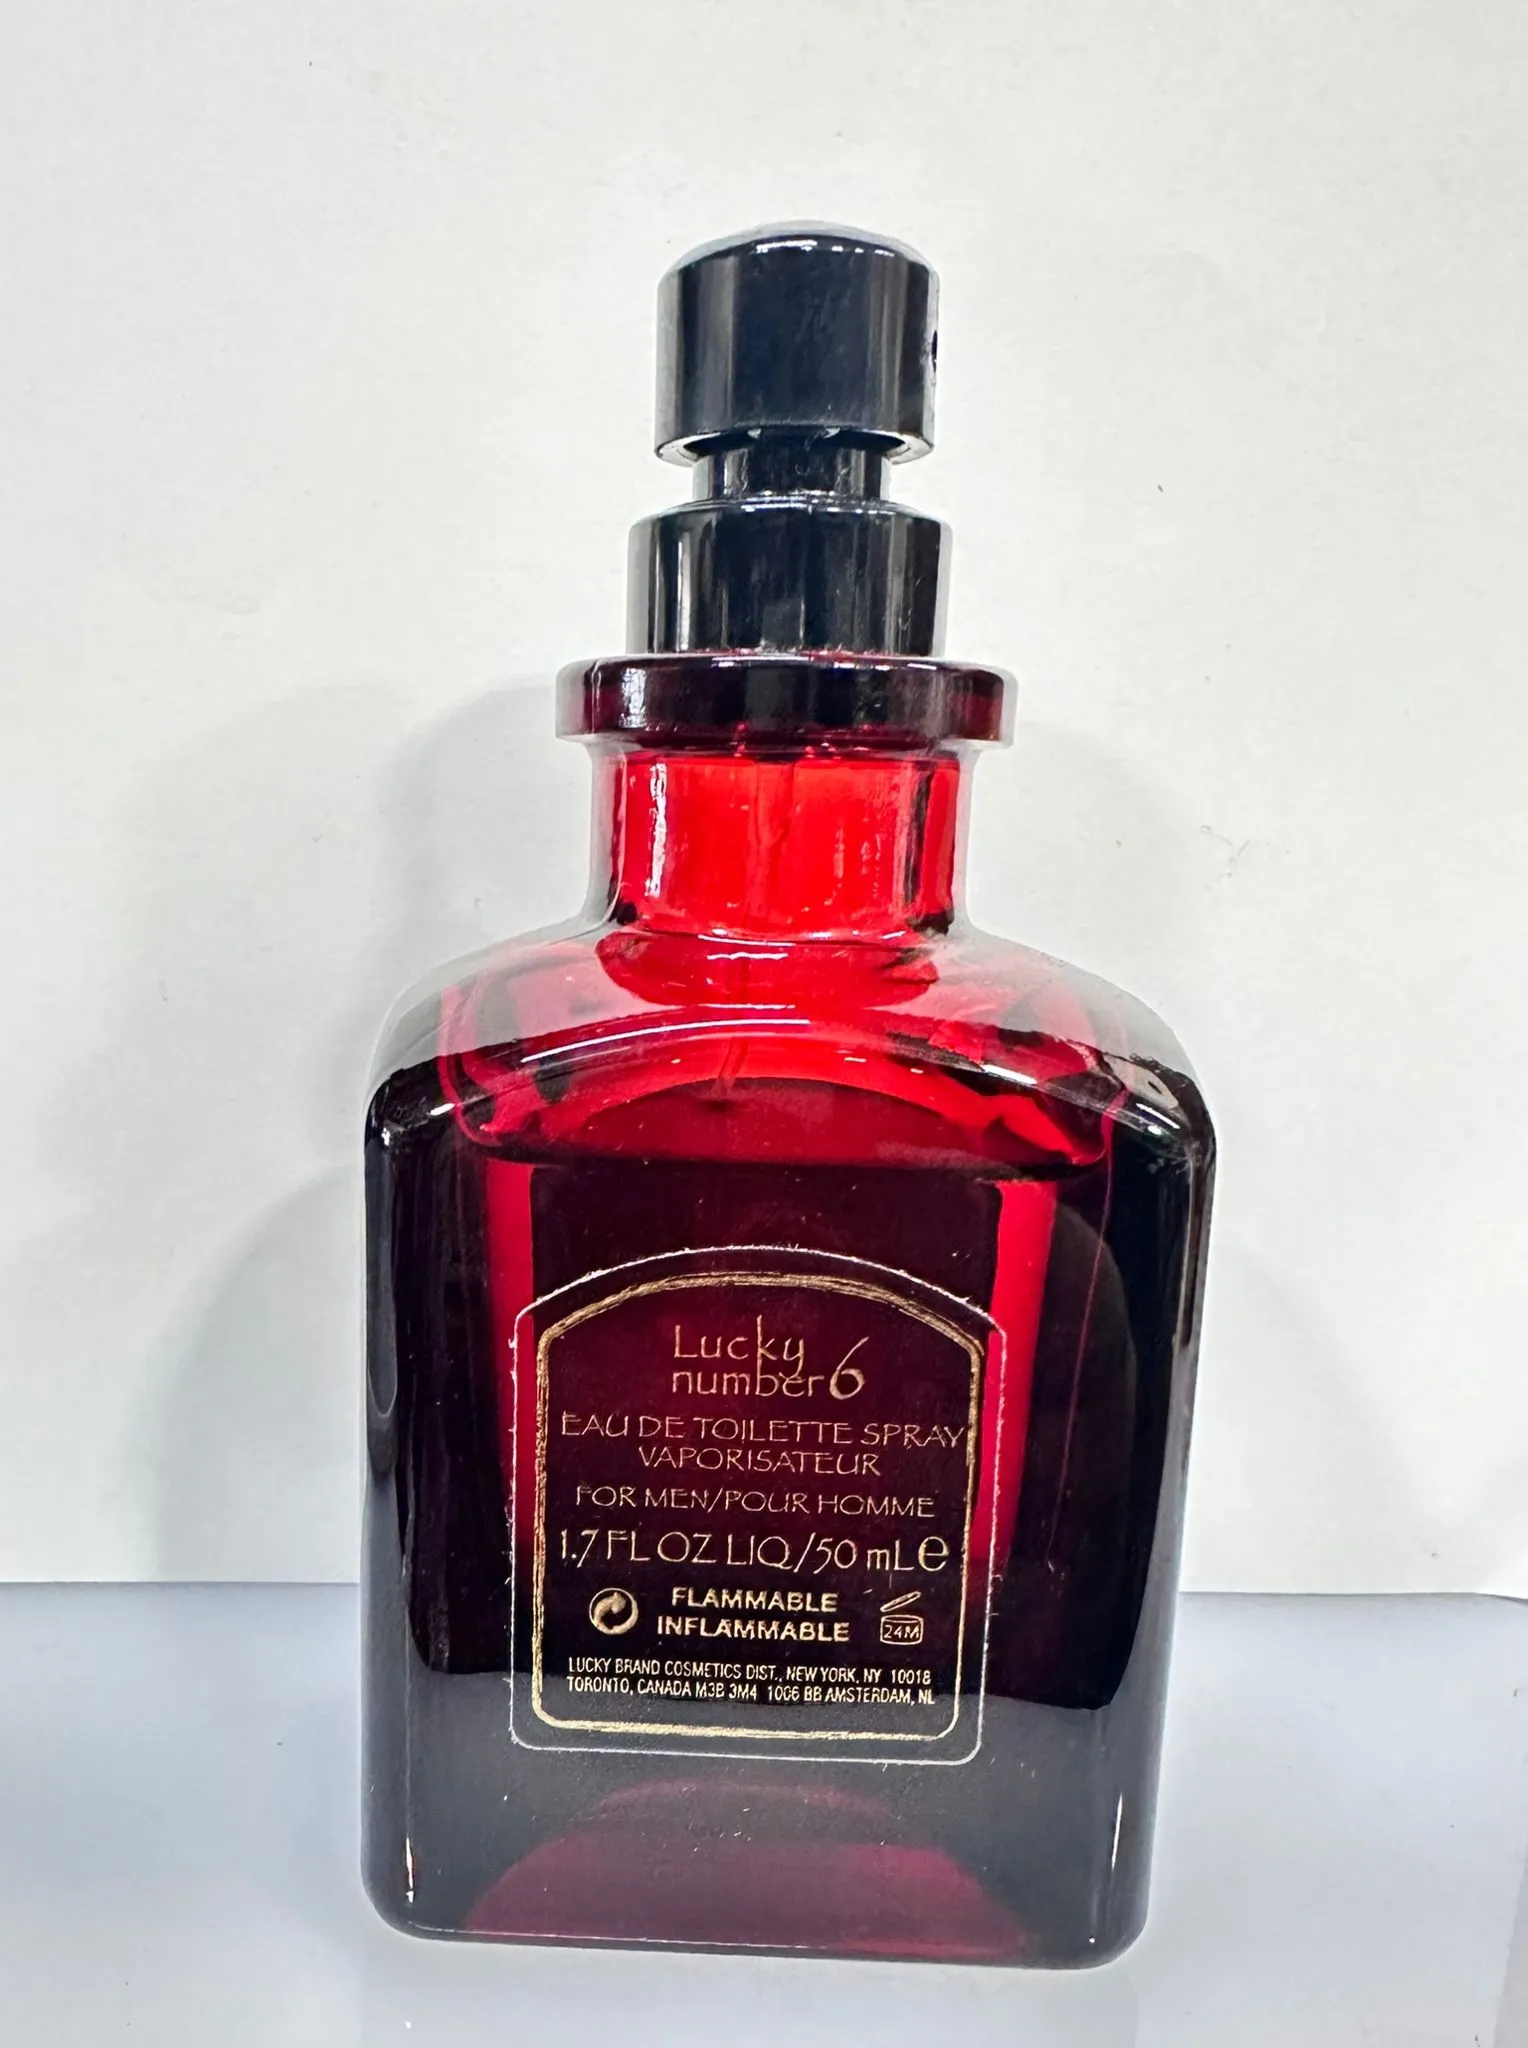 Lucky
number 6
EAU DE TOILETTE SPRAY
VAPORISATEUR
FOR MEN/POUR HOMME
1.7 FL OZ LIQ/50 mL e
FLAMMABLE
INFLAMMABLE
24M
LUCKY BRAND COSMETICS DIST., NEW YORK, NY 10018
TORONTO, CANADA M3B 3M4 1006 BB AMSTERDAM, NL